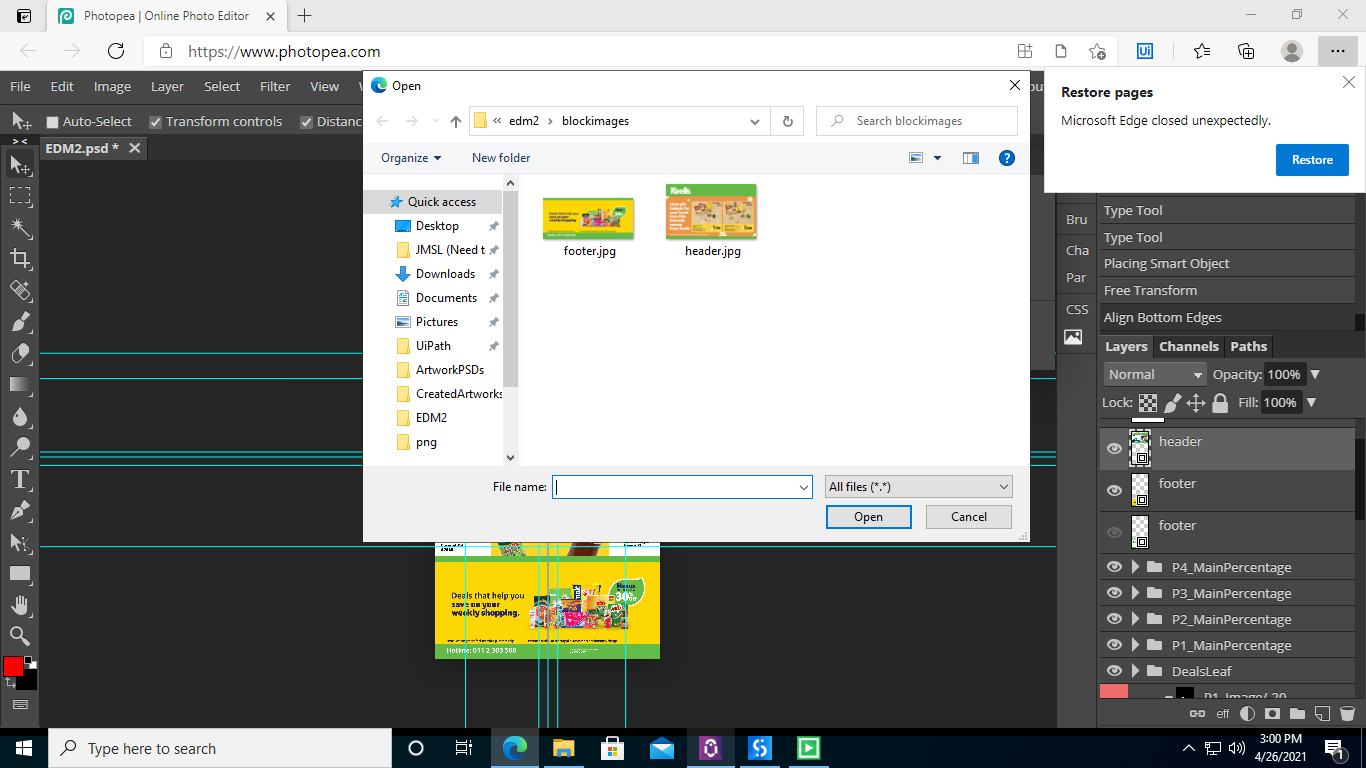 Photopea | Online Photo Editor
https://www.photopea.com
Ui
Restore pages
Microsoft Edge closed unexpectedly.
Restore
File Edit Image Layer Select Filter View
Auto-Select Transform controls Distanc
EDM2.psd *
Open
edm2 › blockimages
Search blockimages
Organize New folder
Quick access
Desktop
JMSL (Need t
Downloads
Documents
Pictures
UiPath
ArtworkPSDs
CreatedArtworks
EDM2
png
Keells
footer.jpg header.jpg
File name: All files (*.*)
Open Cancel
Bru
Cha
Par
CSS
Type Tool
Type Tool
Placing Smart Object
Free Transform
Align Bottom Edges
Layers Channels Paths
Normal Opacity: 100%
Lock: Fill: 100%
header
footer
footer
P4_MainPercentage
P3_MainPercentage
P2_MainPercentage
P1_MainPercentage
DealsLeaf
eff
Deals that help you
save on your
weekly shopping.
30%
Hotline: 011 2 303 500
Type here to search
3:00 PM
4/26/2021
1